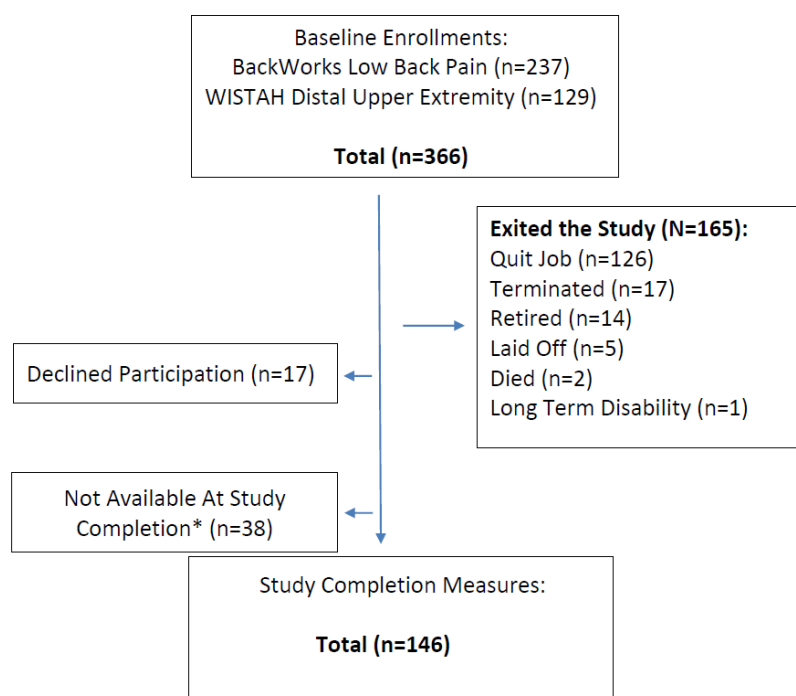 Baseline Enrollments:
BackWorks Low Back Pain (n=237)
WISTAH Distal Upper Extremity (n=129)
Total (n=366)
Exited the Study (N=165):
Quit Job (n=126)
Terminated (n=17)
Retired (n=14)
Laid Off (n=5)
Died (n=2)
Long Term Disability (n=1)
Declined Participation (n=17)
Not Available At Study
Completion* (n=38)
Study Completion Measures:
Total (n=146)